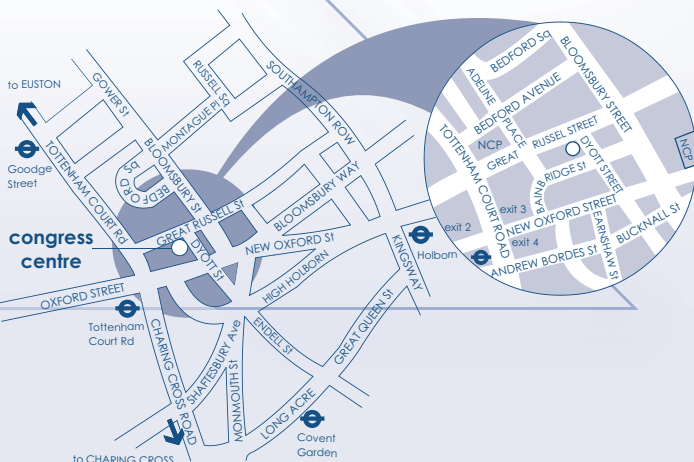 to EUSTON
Goodge
Street
TOTTENHAM COURT Rd
GOWER St
BEDFORD
Sq
BLOOMSBURY St
MONTAGUE Pl
RUSSELL Sq
SOUTHAMPTON ROW
congress
centre
GREAT RUSSELL St
DYOTT St
BLOOMSBURY WAY
NEW OXFORD St
HIGH HOLBORN
KINGSWAY
Holborn
OXFORD STREET
Tottenham
Court Rd
CHARING CROSS ROAD
SHAFTESBURY Ave
MONMOUTH St
ENDELL St
GREAT QUEEN St
LONG ACRE
Covent
Garden
to CHARING CROSS
BEDFORD Sq
BLOOMSBURY STREET
ADELINE PLACE
BEDFORD AVENUE
TOTTENHAM COURT ROAD
NCP
GREAT RUSSEL STREET
DYOTT STREET
BAINBRIDGE St
NCP
exit 3
exit 2
exit 4
NEW OXFORD STREET
EARNSHAW St
BUCKNALL St
ANDREW BORDES St